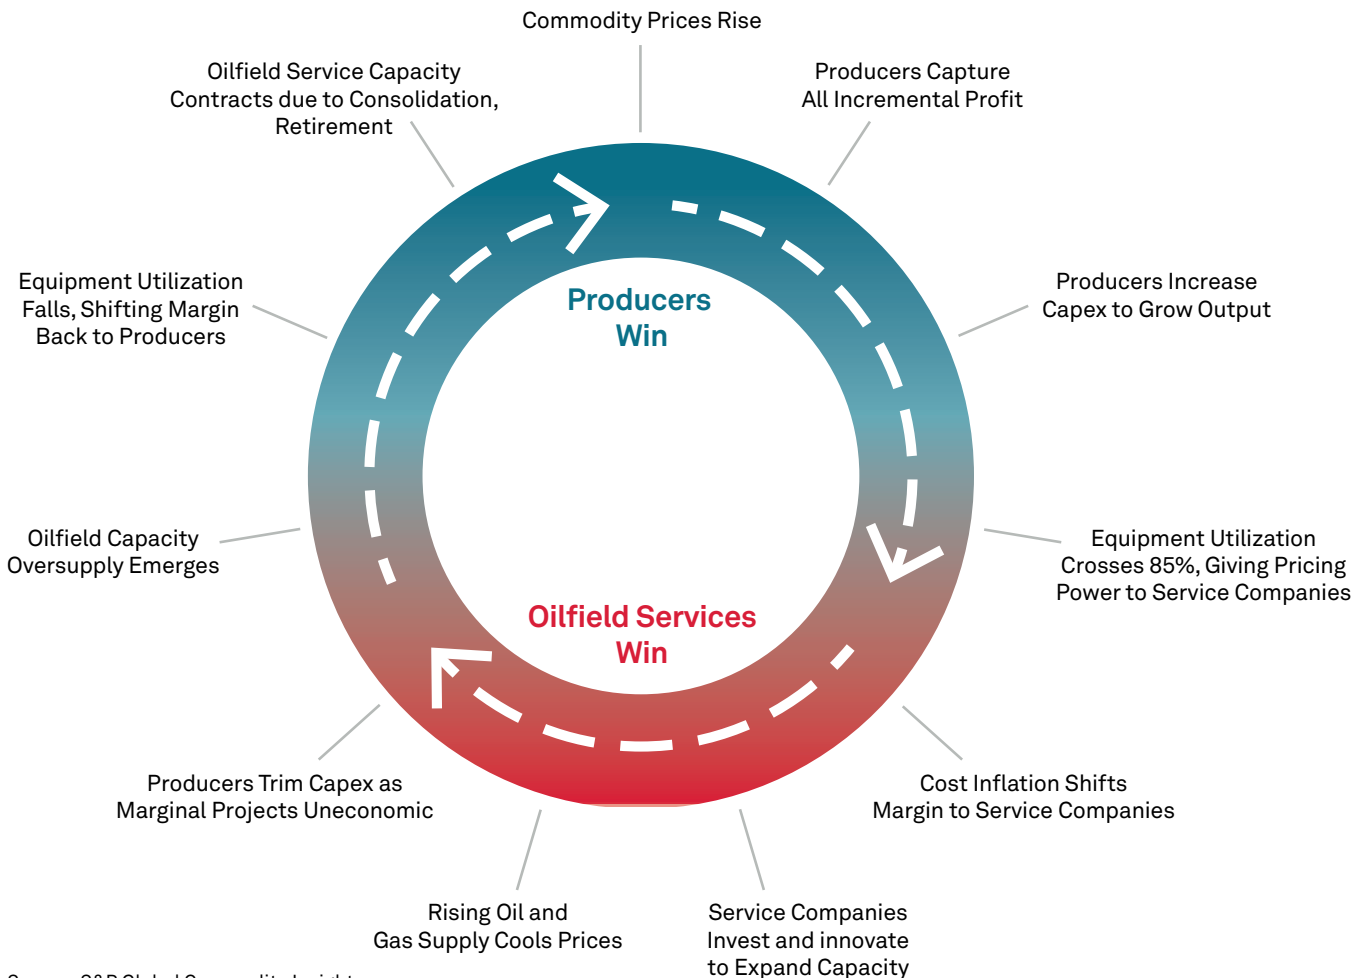 Commodity Prices Rise
Producers Capture
All Incremental Profit
Producers Increase
Capex to Grow Output
Equipment Utilization
Crosses 85%, Giving Pricing
Power to Service Companies
Cost Inflation Shifts
Margin to Service Companies
Service Companies
Invest and innovate
to Expand Capacity
Rising Oil and
Gas Supply Cools Prices
Producers Trim Capex as
Marginal Projects Uneconomic
Oilfield Capacity
Oversupply Emerges
Equipment Utilization
Falls, Shifting Margin
Back to Producers
Oilfield Service Capacity
Contracts due to Consolidation,
Retirement
Producers
Win
Oilfield Services
Win
S&P Global Commodity